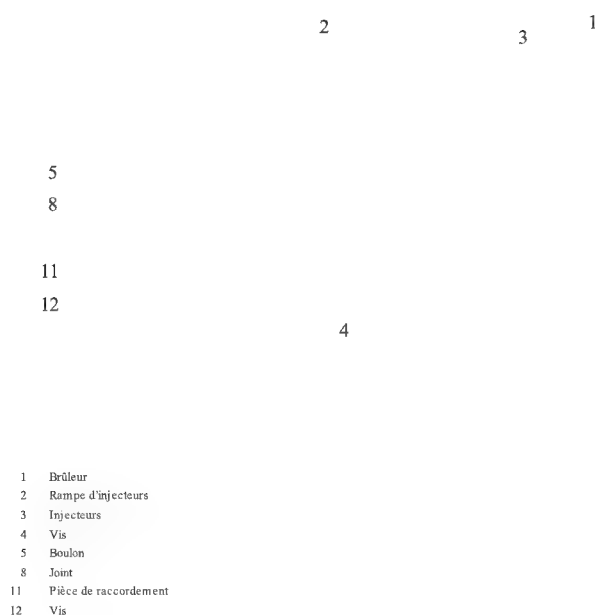 1
2
3
5
8
11
12
4
1 Brûleur
2 Rampe d'injecteurs
3 Injecteurs
4 Vis
5 Boulon
8 Joint
11 Pièce de raccordement
12 Vis